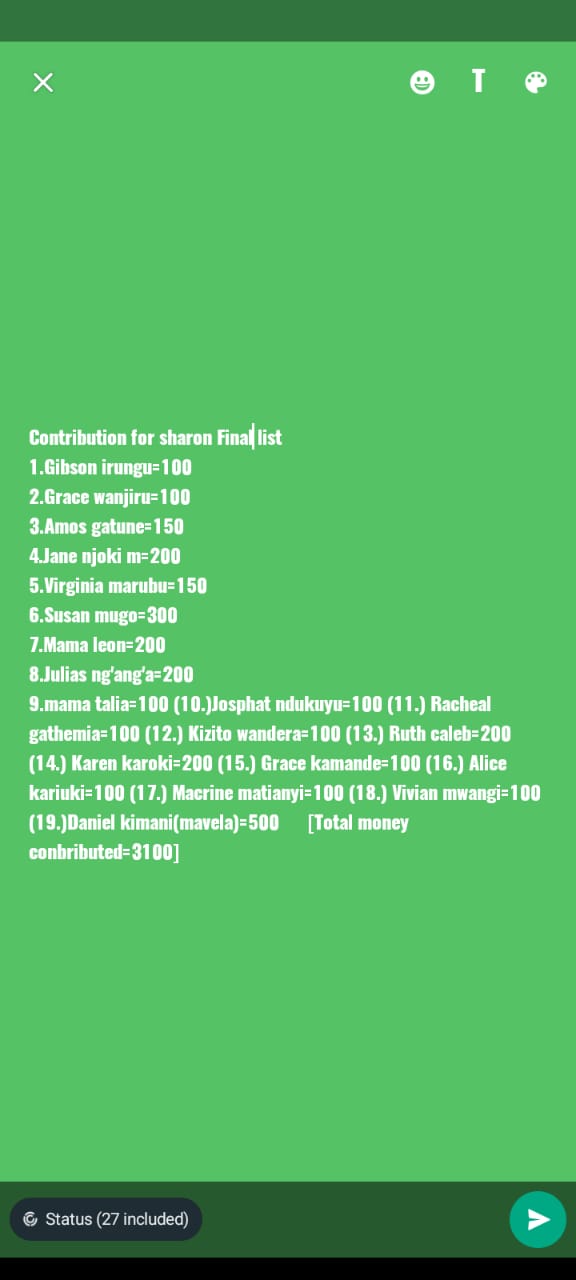 T
Contribution for sharon Final list
1.Gibson irungu=100
2.Grace wanjiru=100
3.Amos gatune=150
4.Jane njoki m=200
5.Virginia marubu=150
6.Susan mugo=300
7.Mama leon=200
8.Julias ng'ang'a=200
9.mama talia=100 (10.)Josphat ndukuyu=100 (11.) Racheal
gathemia=100 (12.) Kizito wandera=100 (13.) Ruth caleb=200
(14.) Karen karoki=200 (15.) Grace kamande=100 (16.) Alice
kariuki=100 (17.) Macrine matianyi=100 (18.) Vivian mwangi=100
(19.)Daniel kimani(mavela)=500 [Total money
conbributed=3100]
Status (27 included)